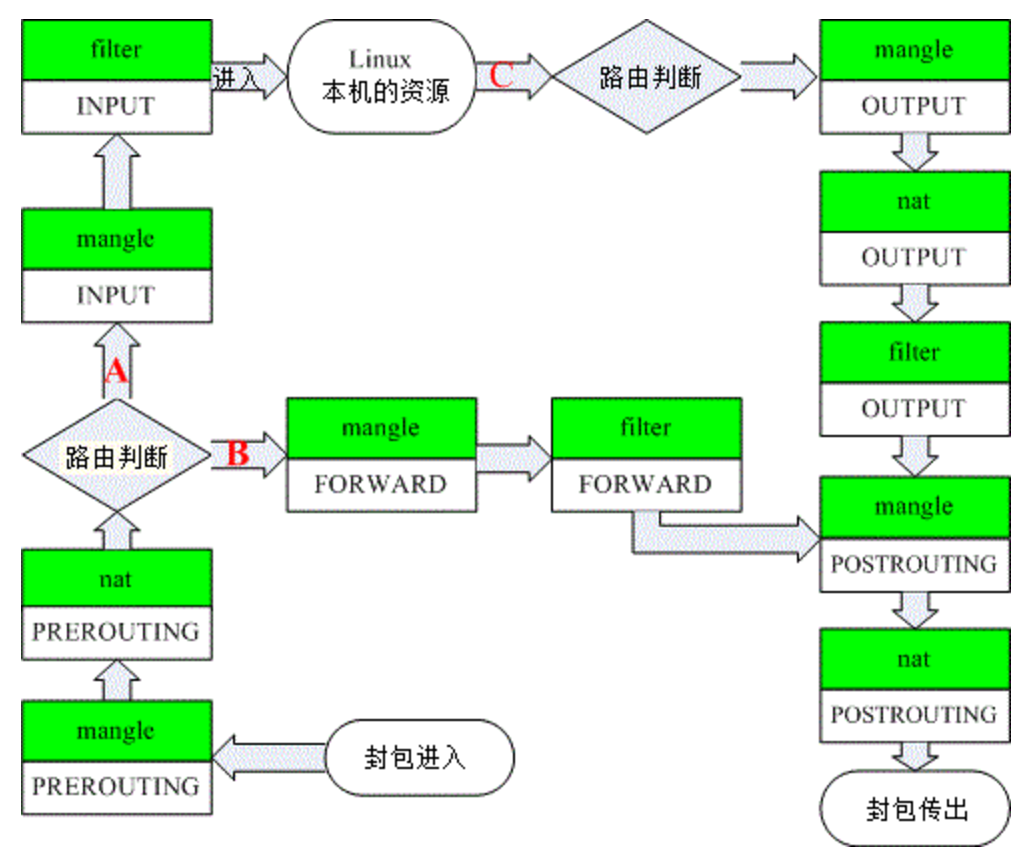 filter
INPUT
进入
Linux
本机的资源
C
路由判断
mangle
OUTPUT
nat
OUTPUT
filter
OUTPUT
mangle
INPUT
A
路由判断
B
mangle
FORWARD
filter
FORWARD
mangle
POSTROUTING
nat
POSTROUTING
nat
PREROUTING
mangle
PREROUTING
封包进入
封包传出